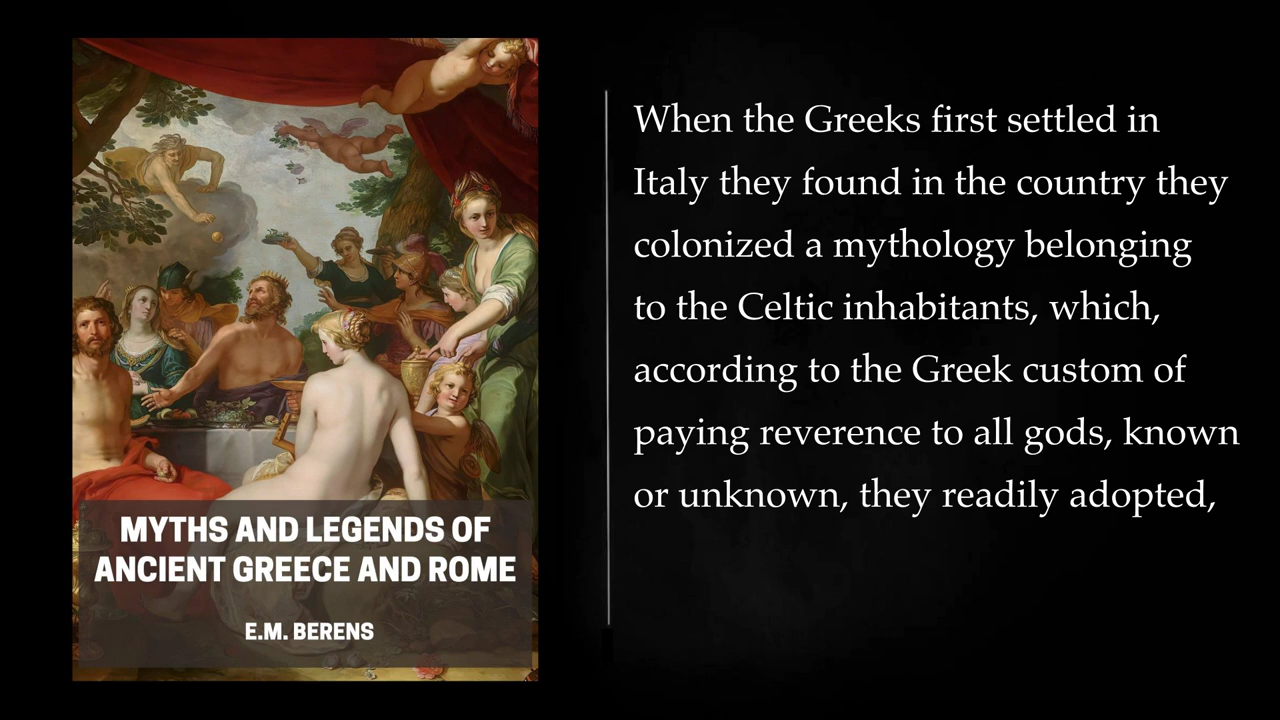 MYTHS AND LEGENDS OF
ANCIENT GREECE AND ROME
E.M. BERENS
When the Greeks first settled in
Italy they found in the country they
colonized a mythology belonging
to the Celtic inhabitants, which,
according to the Greek custom of
paying reverence to all gods, known
or unknown, they readily adopted,